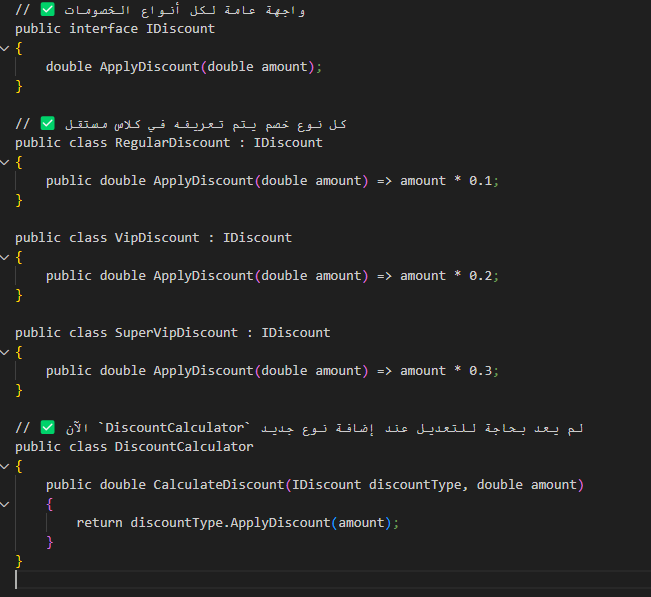 // ✅ واجهة عامة لكل أنواع الخصومات
public interface IDiscount
{
    double ApplyDiscount(double amount);
}
// ✅ كل نوع خصم يتم تعريفه في كلاس مستقل
public class RegularDiscount : IDiscount
{
    public double ApplyDiscount(double amount) => amount * 0.1;
}
public class VipDiscount : IDiscount
{
    public double ApplyDiscount(double amount) => amount * 0.2;
}
public class SuperVipDiscount : IDiscount
{
    public double ApplyDiscount(double amount) => amount * 0.3;
}
// ✅ الآن `DiscountCalculator` لم يعد بحاجة للتعديل عند إضافة نوع جديد
public class DiscountCalculator
{
    public double CalculateDiscount(IDiscount discountType, double amount)
    {
        return discountType.ApplyDiscount(amount);
    }
}